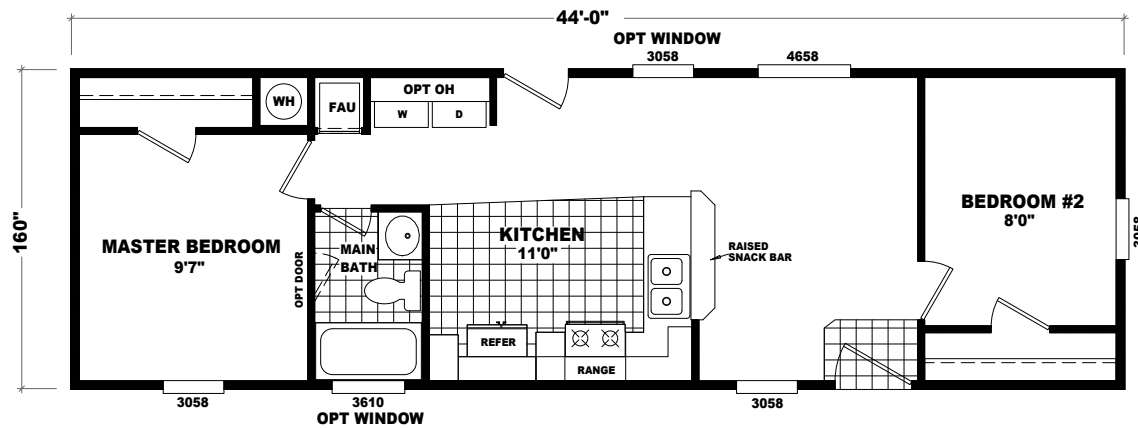 44'-0"
OPT WINDOW
3058
4658
160"
WH
FAU
OPT OH
W
D
MASTER BEDROOM
9'7"
OPT DOOR
MAIN
BATH
KITCHEN
11'0"
RAISED
SNACK BAR
BEDROOM #2
8'0"
3058
REFER
RANGE
3058
3610
OPT WINDOW
3058